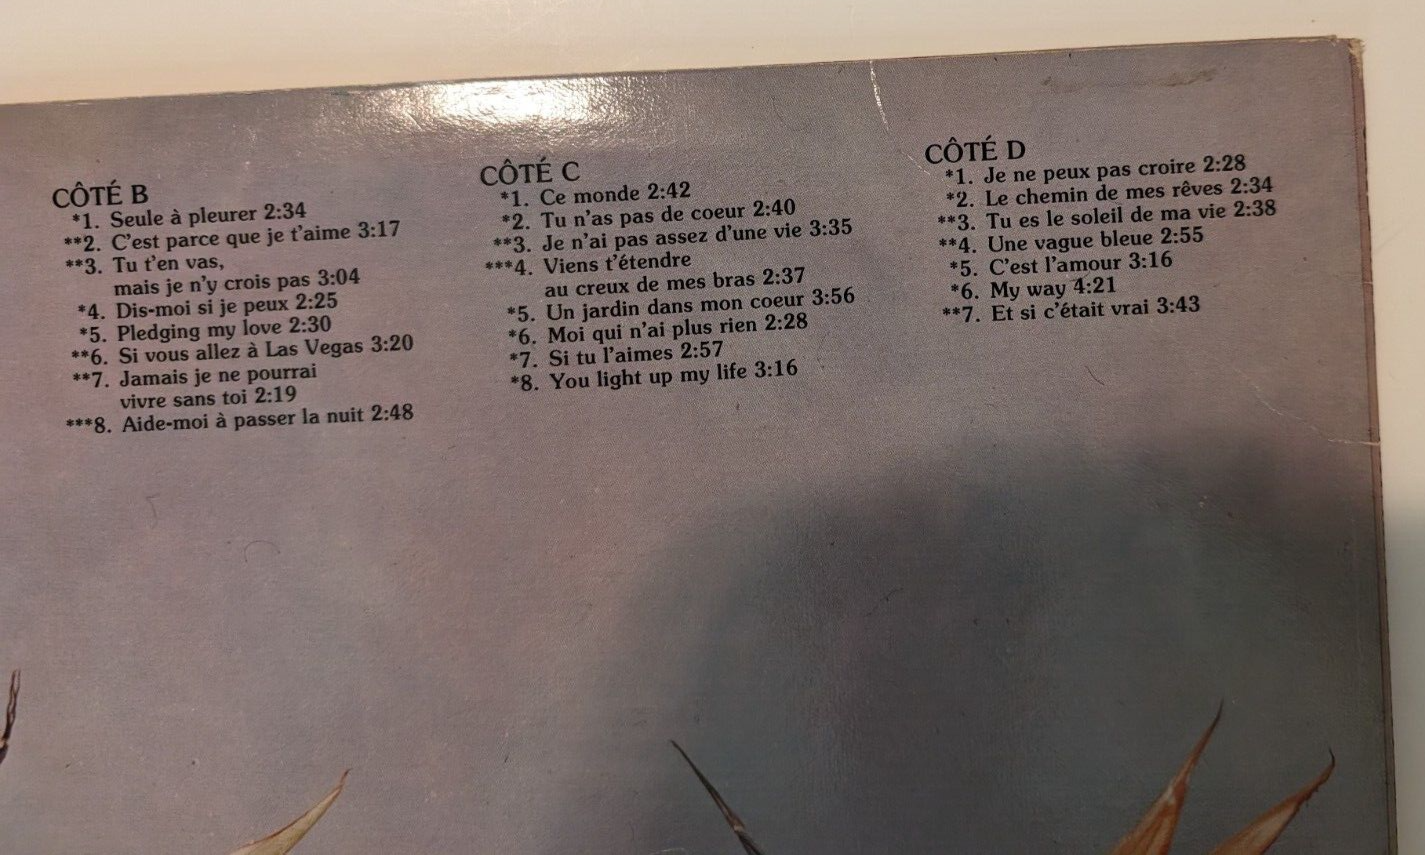 CÔTÉ B
*1. Seule à pleurer 2:34
**2. C'est parce que je t'aime 3:17
**3. Tu t'en vas,
mais je n'y crois pas 3:04
*4. Dis-moi si je peux 2:25
*5. Pledging my love 2:30
**6. Si vous allez à Las Vegas 3:20
**7. Jamais je ne pourrai
vivre sans toi 2:19
***8. Aide-moi à passer la nuit 2:48
CÔTÉ C
*1. Ce monde 2:42
*2. Tu n'as pas de coeur 2:40
**3. Je n'ai pas assez d'une vie 3:35
***4. Viens t'étendre
au creux de mes bras 2:37
*5. Un jardin dans mon coeur 3:56
*6. Moi qui n'ai plus rien 2:28
*7. Si tu l'aimes 2:57
*8. You light up my life 3:16
CÔTÉ D
*1. Je ne peux pas croire 2:28
*2. Le chemin de mes rêves 2:34
**3. Tu es le soleil de ma vie 2:38
**4. Une vague bleue 2:55
*5. C'est l'amour 3:16
*6. My way 4:21
**7. Et si c'était vrai 3:43